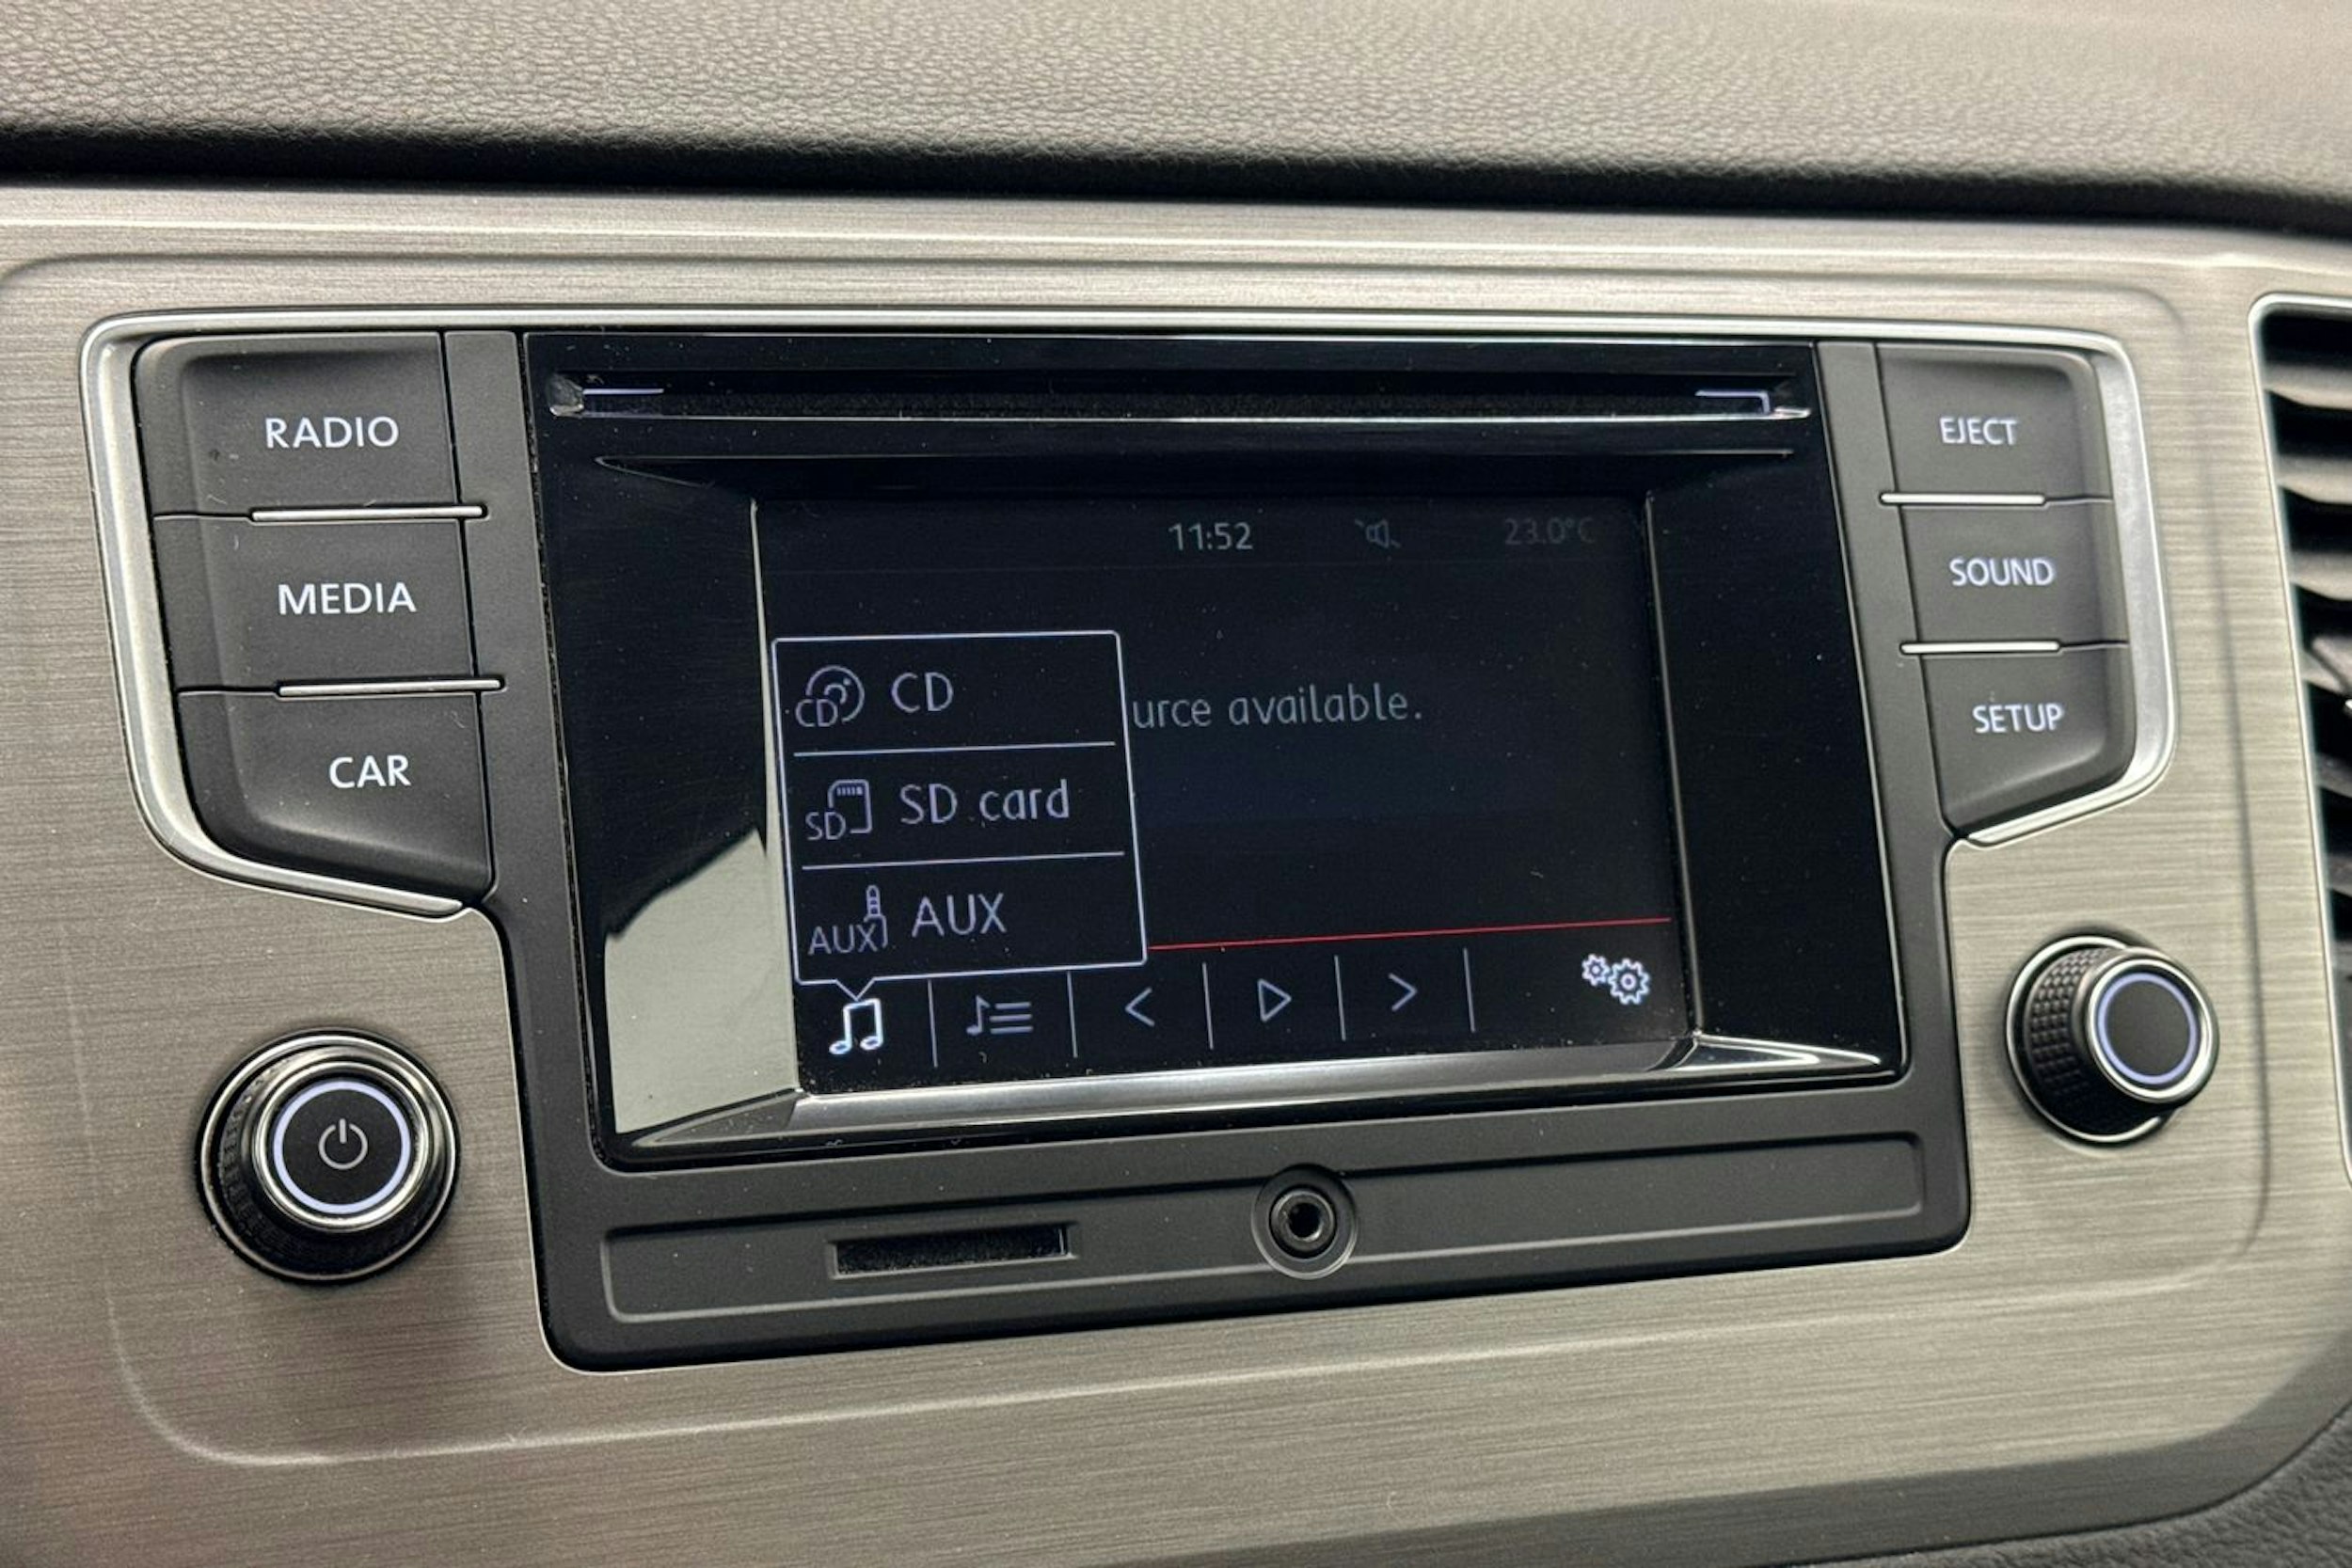 RADIO
MEDIA
CAR
EJECT
SOUND
SETUP
11:52
23.0°C
urce available.
CD CD
SD SD card
AUX AUX